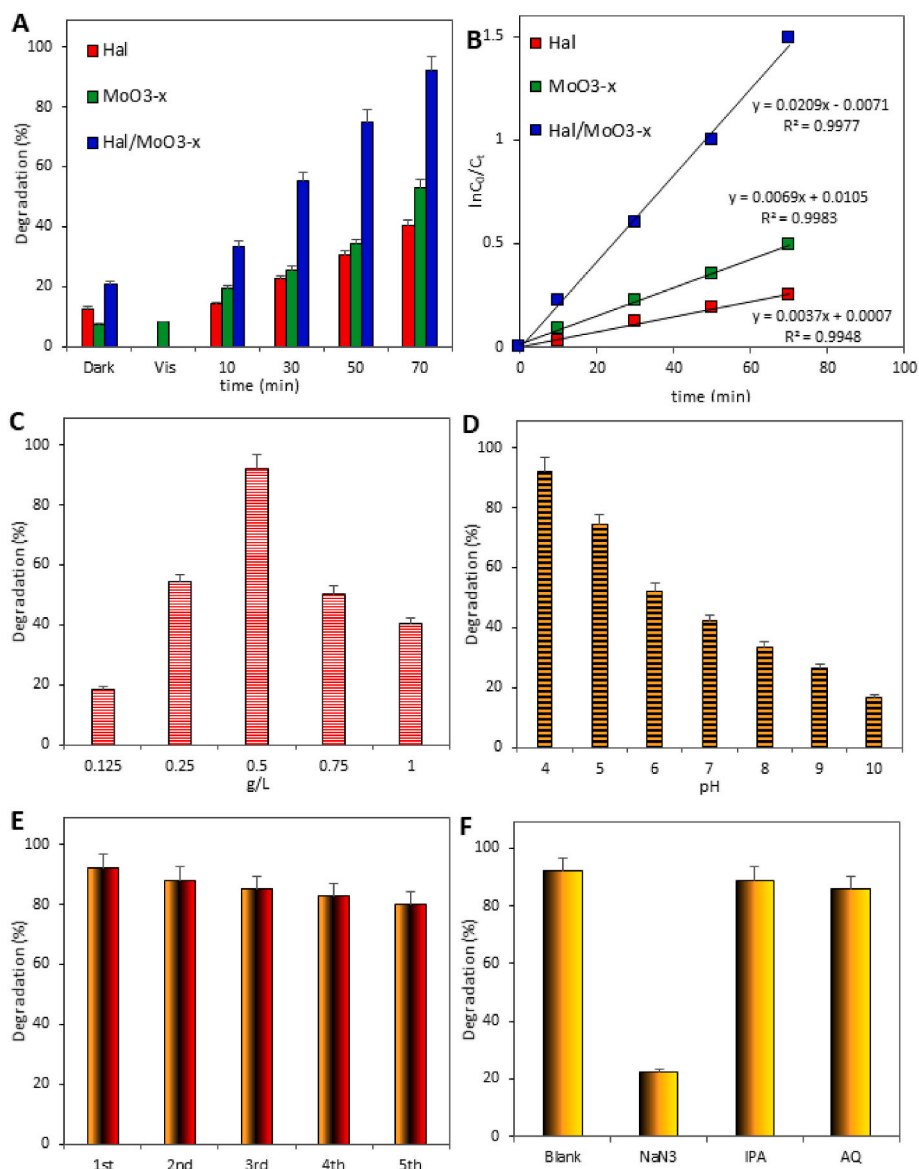 A
100
80
60
40
20
0
Degradation (%)
Hal
MoO3-x
Hal/MoO3-x
Dark Vis 10 30 50 70
time (min)
B
1.5
1
0.5
0
lnC0/Ct
Hal
MoO3-x
Hal/MoO3-x
y = 0.0209x - 0.0071
R² = 0.9977
y = 0.0069x + 0.0105
R² = 0.9983
y = 0.0037x + 0.0007
R² = 0.9948
0 20 40 60 80 100
time (min)
C
100
80
60
40
20
0
Degradation (%)
0.125 0.25 0.5 0.75 1
g/L
D
100
80
60
40
20
0
Degradation (%)
4 5 6 7 8 9 10
pH
E
100
80
60
40
20
0
Degradation (%)
1st 2nd 3rd 4th 5th
F
100
80
60
40
20
0
Degradation (%)
Blank NaN3 IPA AQ